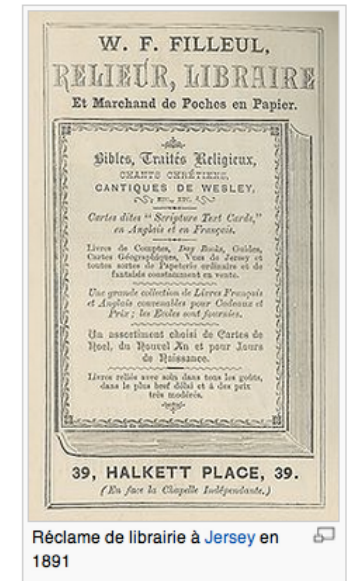 W. F. FILLEUL,
RELIEUR, LIBRAIRE
Et Marchand de Poches en Papier.
Bibles, Traités Religieux,
CHANTS CHRÉTIENS,
CANTIQUES DE WESLEY,
ETC., ETC.
Cartes dites "Scripture Text Cards,"
en Anglais et en Français.
Livres de Comptes, Day Books, Guides,
Cartes Géographiques, Vues de Jersey et
toutes sortes de Papeterie ordinaire et de
fantaisie constamment en vente.
Une grande collection de Livres Français
et Anglais convenables pour Cadeaux et
Prix ; les Ecoles sont fournies.
Un assortiment choisi de Cartes de
Noel, du Nouvel An et pour Jours
de Naissance.
Livres reliés avec soin dans tous les goûts,
dans le plus bref délai et à des prix
très modérés.
39, HALKETT PLACE, 39.
(En face la Chapelle Indépendante.)
Réclame de librairie à Jersey en
1891